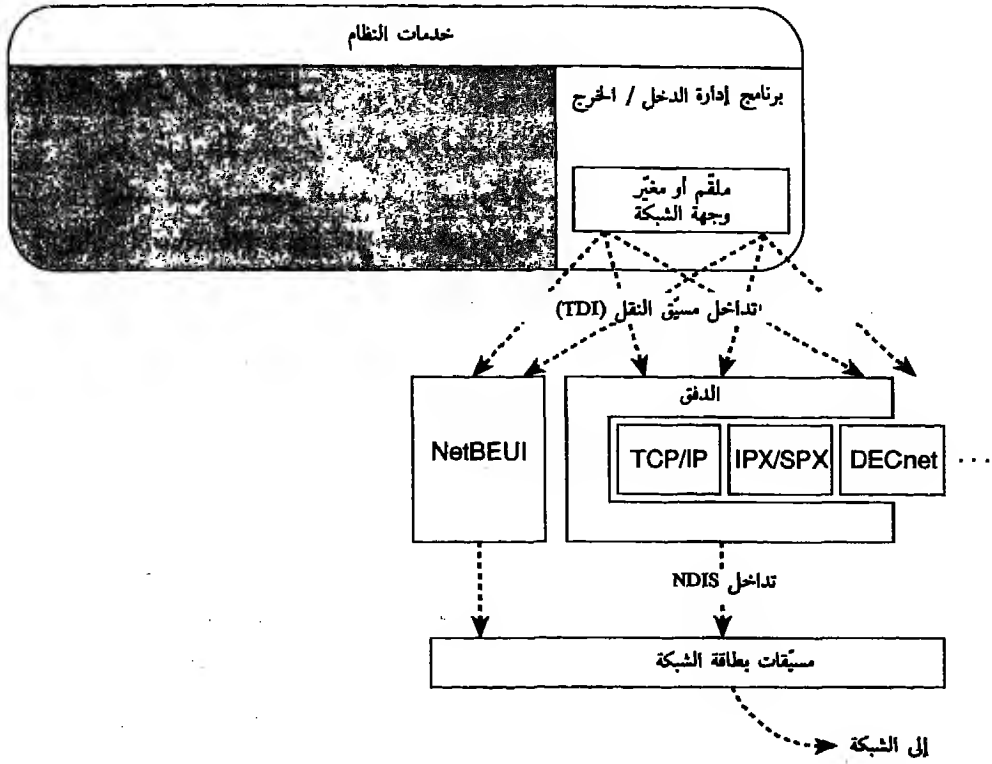 خدمات النظام
برنامج إدارة الدخل / الخرج
ملقّم أو مغيّر
وجهة الشبكة
تداخل مسيّق النقل (TDI)
الدفق
NetBEUI
TCP/IP
IPX/SPX
DECnet
...
تداخل NDIS
مسيّقات بطاقة الشبكة
إلى الشبكة